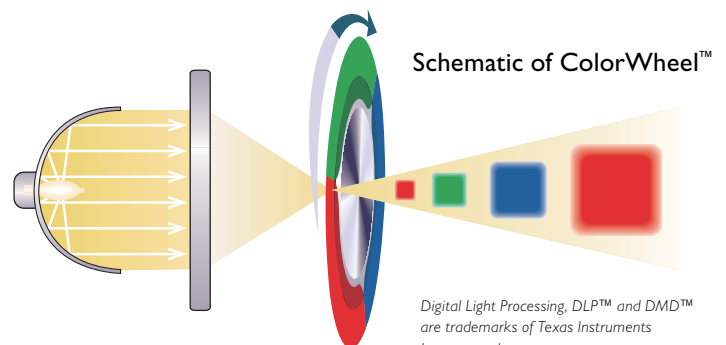 Schematic of ColorWheel™
Digital Light Processing, DLP™ and DMD™
are trademarks of Texas Instruments